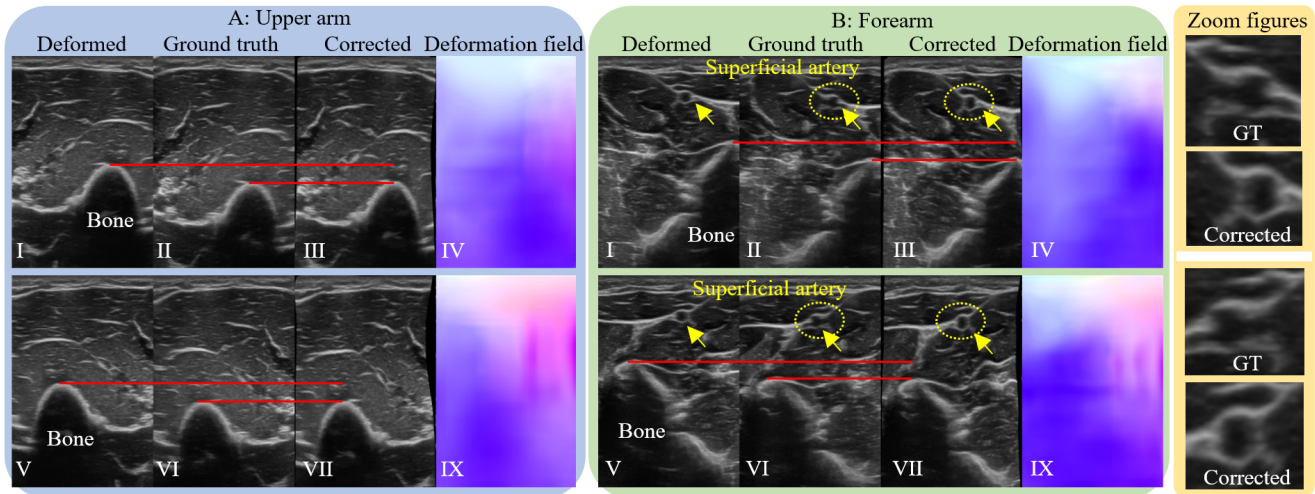 A: Upper arm
Deformed Ground truth Corrected Deformation field
Bone
I II III IV
Bone
V VI VII IX
B: Forearm
Deformed Ground truth Corrected Deformation field
Superficial artery
Bone
I II III IV
Superficial artery
Bone
V VI VII IX
Zoom figures
GT
Corrected
GT
Corrected